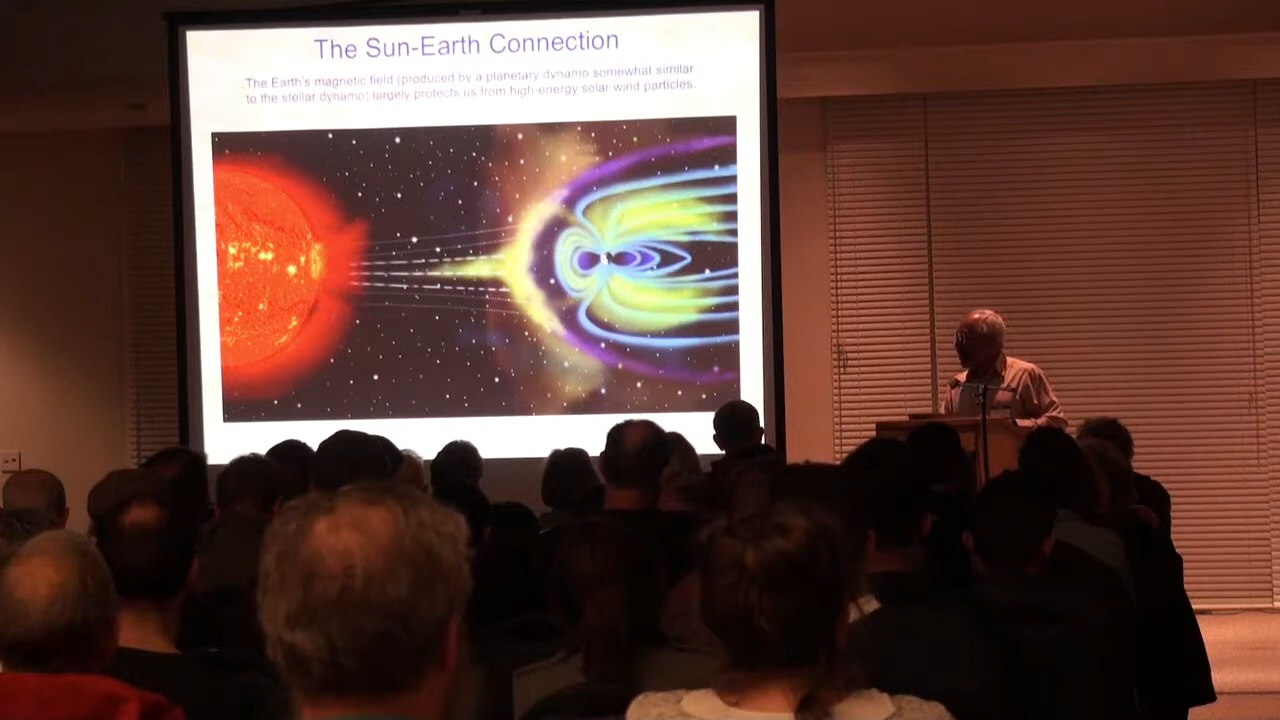 The Sun-Earth Connection
The Earth's magnetic field (produced by a planetary dynamo somewhat similar
to the stellar dynamo) largely protects us from high-energy solar wind particles.